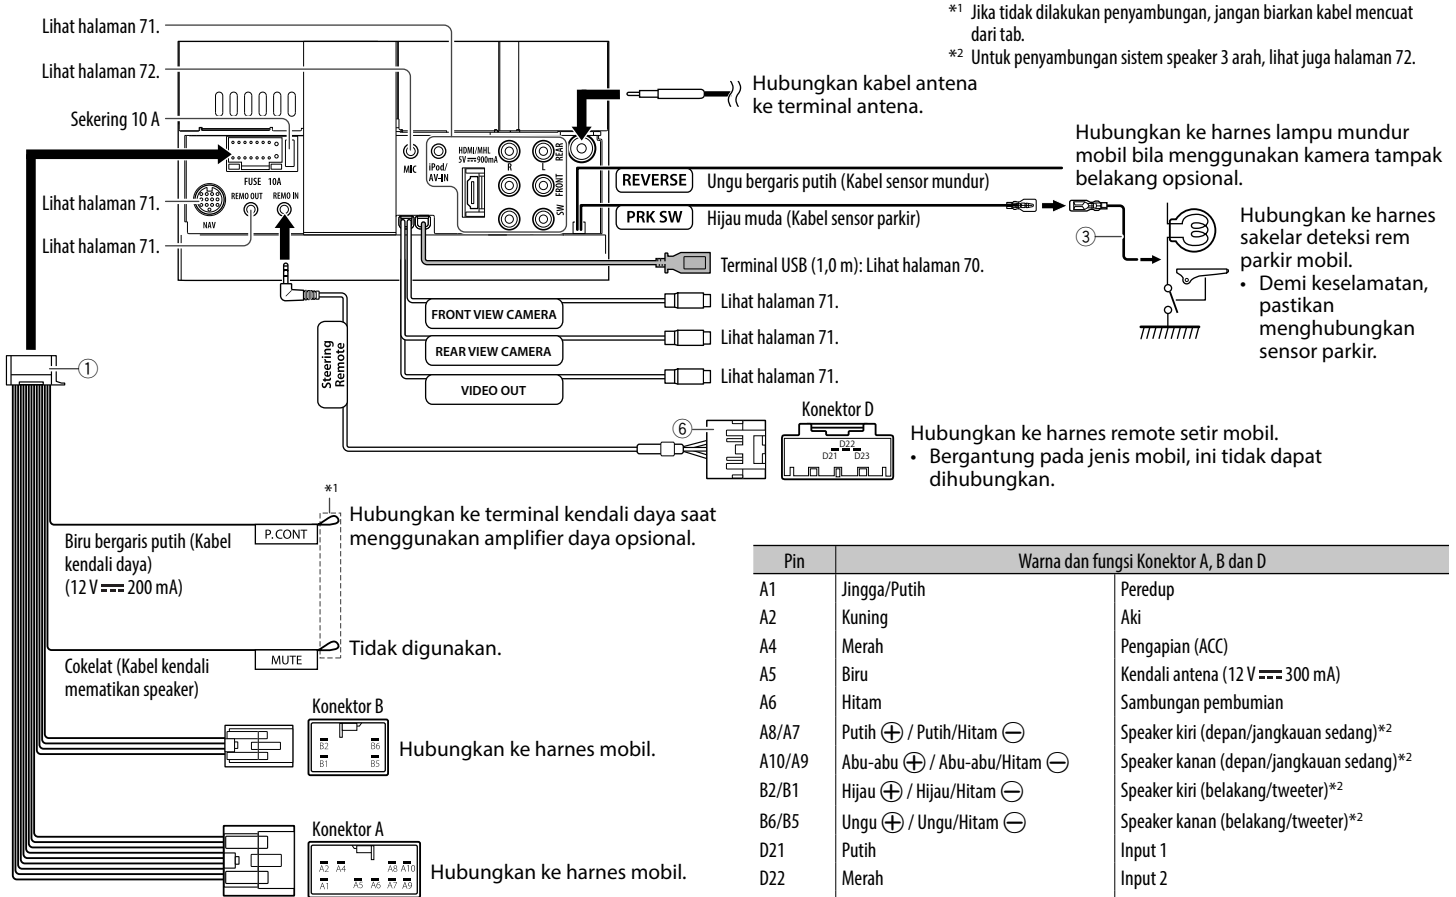 *1 Jika tidak dilakukan penyambungan, jangan biarkan kabel mencuat
dari tab.
*2 Untuk penyambungan sistem speaker 3 arah, lihat juga halaman 72.
Lihat halaman 71.
Lihat halaman 72.
Sekering 10 A
Lihat halaman 71.
Lihat halaman 71.
FUSE 10A
REMO OUT
REMO IN
NAV
MIC
iPod/
AV-IN
HDMI/MHL
5V ⎓ 900mA
R
L
REAR
FRONT
SW
Hubungkan kabel antena
ke terminal antena.
Hubungkan ke harnes lampu mundur
mobil bila menggunakan kamera tampak
belakang opsional.
REVERSE
Ungu bergaris putih (Kabel sensor mundur)
PRK SW
Hijau muda (Kabel sensor parkir)
③
Hubungkan ke harnes
sakelar deteksi rem
parkir mobil.
• Demi keselamatan,
pastikan
menghubungkan
sensor parkir.
Terminal USB (1,0 m): Lihat halaman 70.
FRONT VIEW CAMERA
Lihat halaman 71.
REAR VIEW CAMERA
Lihat halaman 71.
VIDEO OUT
Lihat halaman 71.
Steering
Remote
①
⑥
Konektor D
D22
D21 D23
Hubungkan ke harnes remote setir mobil.
• Bergantung pada jenis mobil, ini tidak dapat
dihubungkan.
*1
Biru bergaris putih (Kabel
kendali daya)
(12 V ⎓ 200 mA)
P.CONT
Hubungkan ke terminal kendali daya saat
menggunakan amplifier daya opsional.
Cokelat (Kabel kendali
mematikan speaker)
MUTE
Tidak digunakan.
Konektor B
B2 B6
B1 B5
Hubungkan ke harnes mobil.
Konektor A
A2 A4 A8 A10
A1 A5 A6 A7 A9
Hubungkan ke harnes mobil.
Pin Warna dan fungsi Konektor A, B dan D
A1 Jingga/Putih Peredup
A2 Kuning Aki
A4 Merah Pengapian (ACC)
A5 Biru Kendali antena (12 V ⎓ 300 mA)
A6 Hitam Sambungan pembumian
A8/A7 Putih ⊕ / Putih/Hitam ⊖ Speaker kiri (depan/jangkauan sedang)*2
A10/A9 Abu-abu ⊕ / Abu-abu/Hitam ⊖ Speaker kanan (depan/jangkauan sedang)*2
B2/B1 Hijau ⊕ / Hijau/Hitam ⊖ Speaker kiri (belakang/tweeter)*2
B6/B5 Ungu ⊕ / Ungu/Hitam ⊖ Speaker kanan (belakang/tweeter)*2
D21 Putih Input 1
D22 Merah Input 2